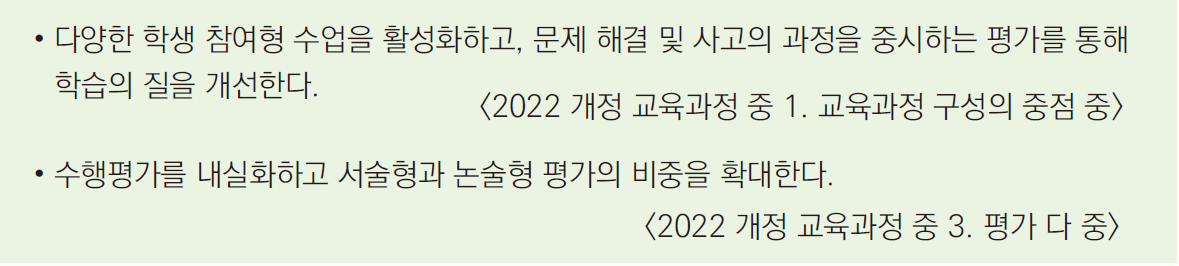 • 다양한 학생 참여형 수업을 활성화하고, 문제 해결 및 사고의 과정을 중시하는 평가를 통해
학습의 질을 개선한다.
〈2022 개정 교육과정 중 1. 교육과정 구성의 중점 중〉
• 수행평가를 내실화하고 서술형과 논술형 평가의 비중을 확대한다.
〈2022 개정 교육과정 중 3. 평가 다 중〉